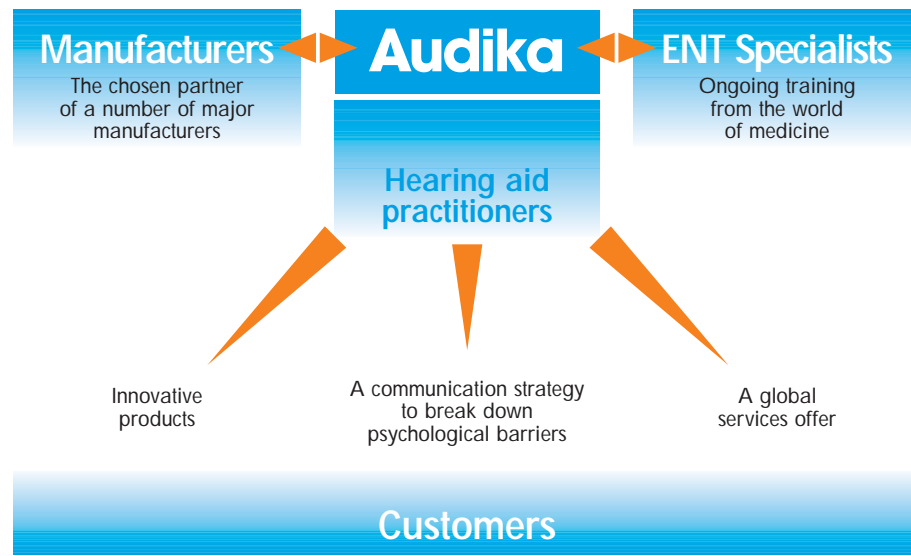 Manufacturers
The chosen partner
of a number of major
manufacturers
Audika
ENT Specialists
Ongoing training
from the world
of medicine
Hearing aid
practitioners
Innovative
products
A communication strategy
to break down
psychological barriers
A global
services offer
Customers